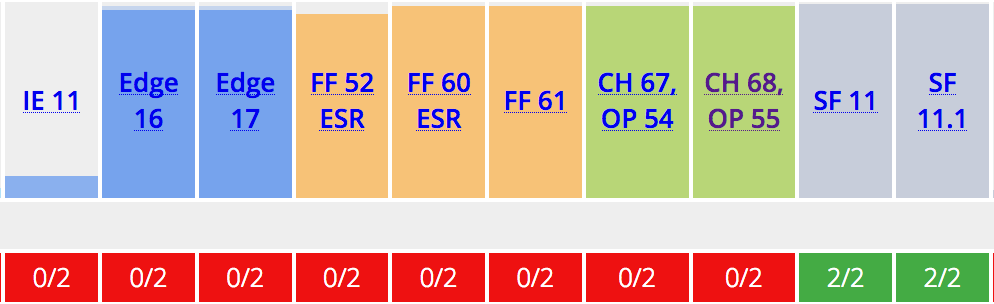 IE 11
Edge
16
Edge
17
FF 52
ESR
FF 60
ESR
FF 61
CH 67,
OP 54
CH 68,
OP 55
SF 11
SF
11.1
0/2 0/2 0/2 0/2 0/2 0/2 0/2 0/2 2/2 2/2